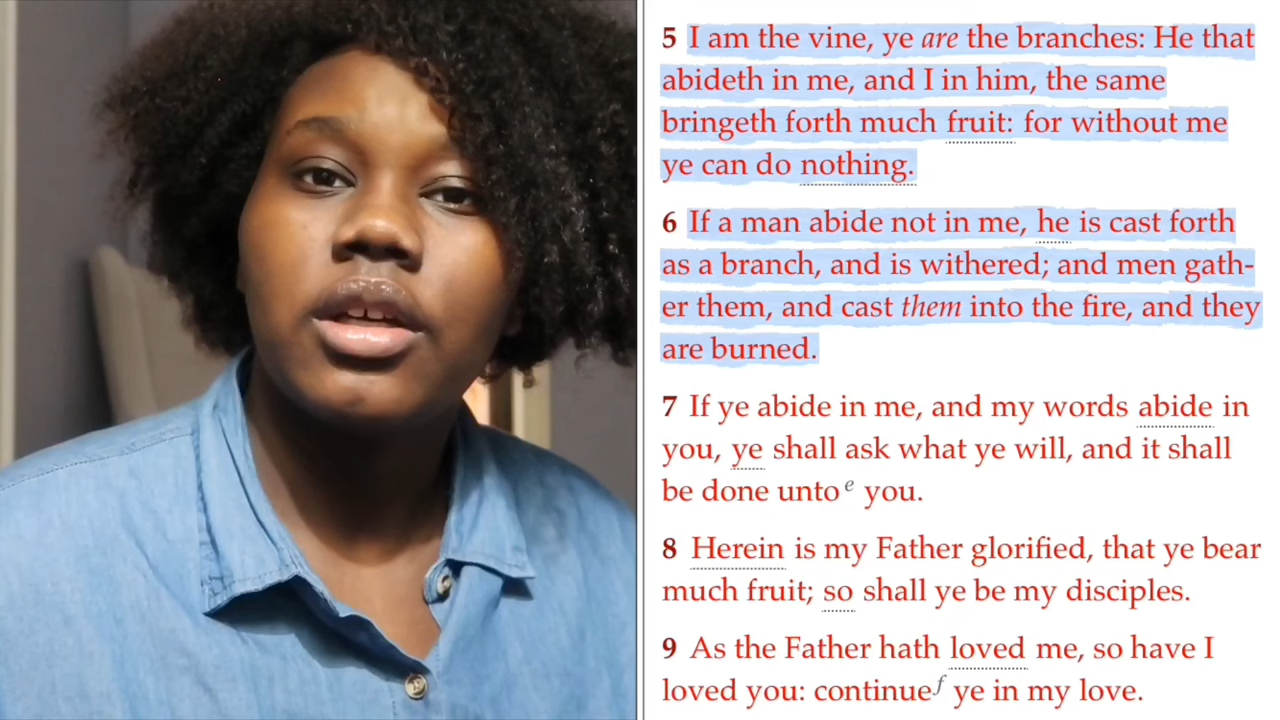 5 I am the vine, ye are the branches: He that
abideth in me, and I in him, the same
bringeth forth much fruit: for without me
ye can do nothing.
6 If a man abide not in me, he is cast forth
as a branch, and is withered; and men gath-
er them, and cast them into the fire, and they
are burned.
7 If ye abide in me, and my words abide in
you, ye shall ask what ye will, and it shall
be done unto e you.
8 Herein is my Father glorified, that ye bear
much fruit; so shall ye be my disciples.
9 As the Father hath loved me, so have I
loved you: continue f ye in my love.